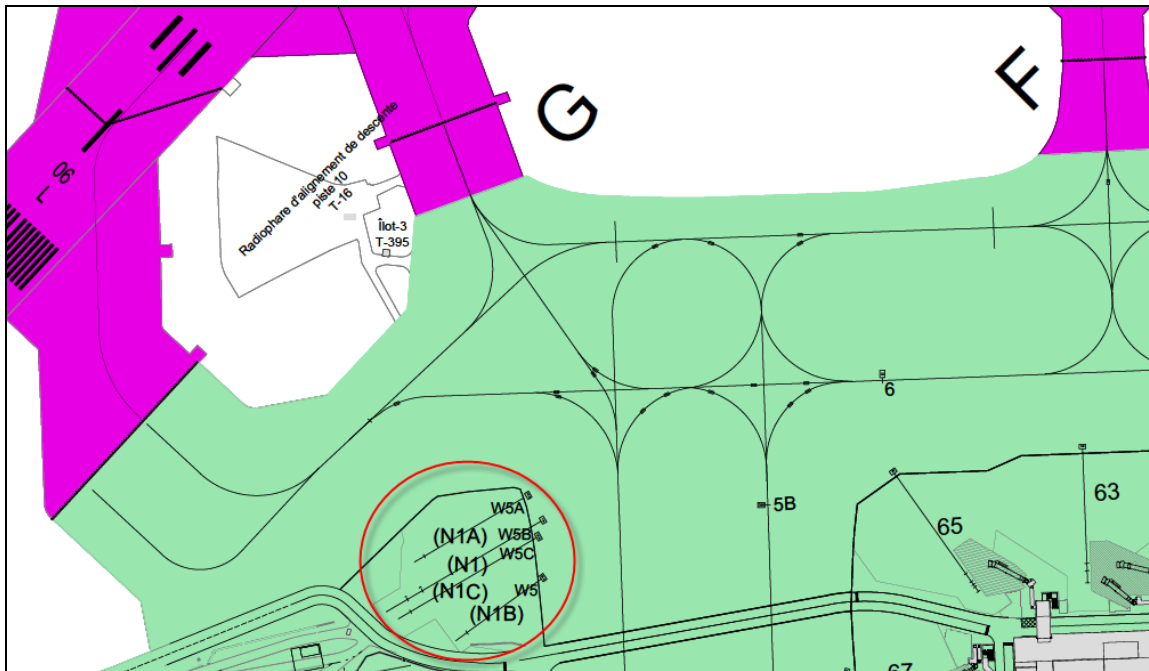 G
F
06
L
Radiophare d'alignement de descente
piste 10
T-16
Îlot-3
T-395
6
63
65
5B
W5A
(N1A)
W5B
(N1)
W5C
(N1C)
W5
(N1B)
67